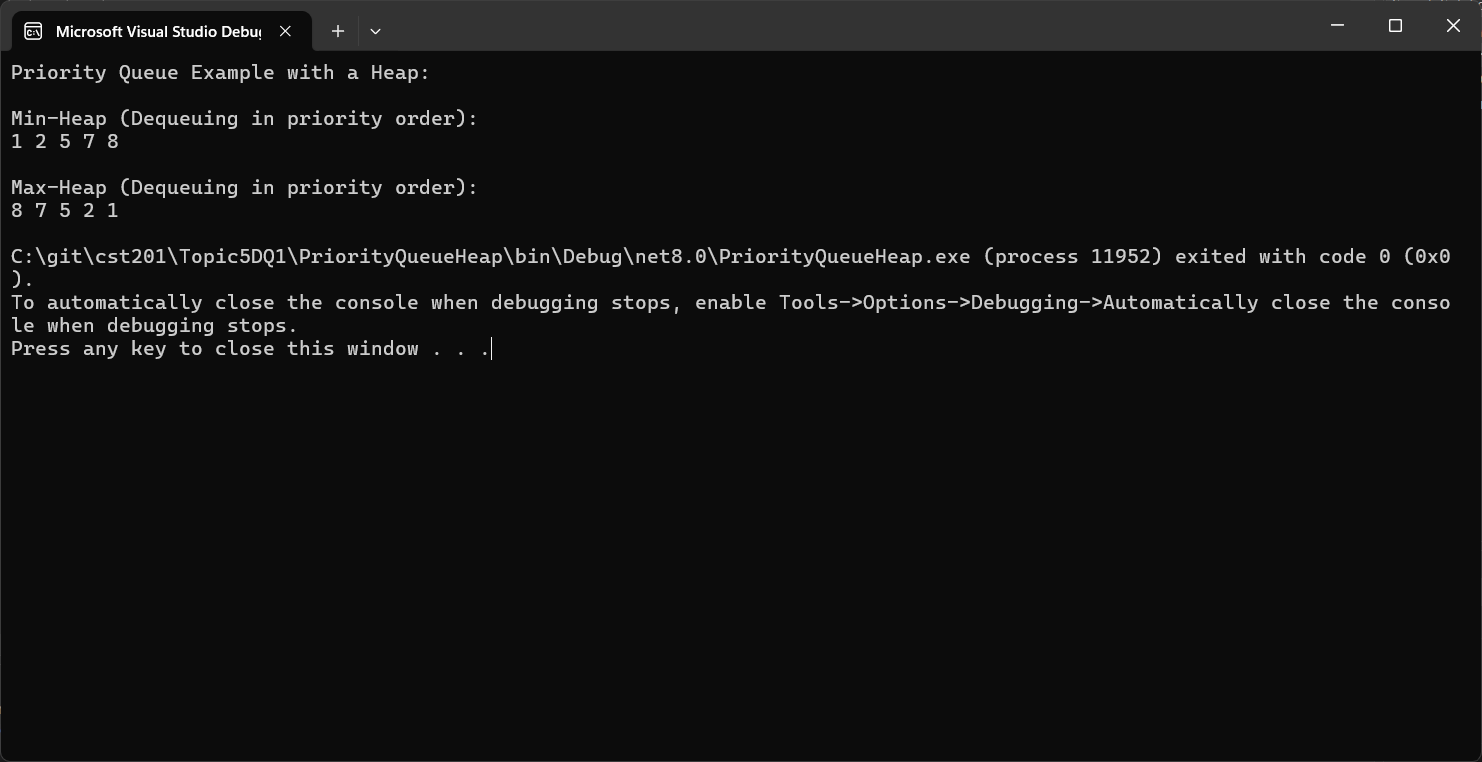 Microsoft Visual Studio Debug
Priority Queue Example with a Heap:
Min-Heap (Dequeuing in priority order):
1 2 5 7 8
Max-Heap (Dequeuing in priority order):
8 7 5 2 1
C:\git\cst201\Topic5DQ1\PriorityQueueHeap\bin\Debug\net8.0\PriorityQueueHeap.exe (process 11952) exited with code 0 (0x0
).
To automatically close the console when debugging stops, enable Tools->Options->Debugging->Automatically close the conso
le when debugging stops.
Press any key to close this window . . .